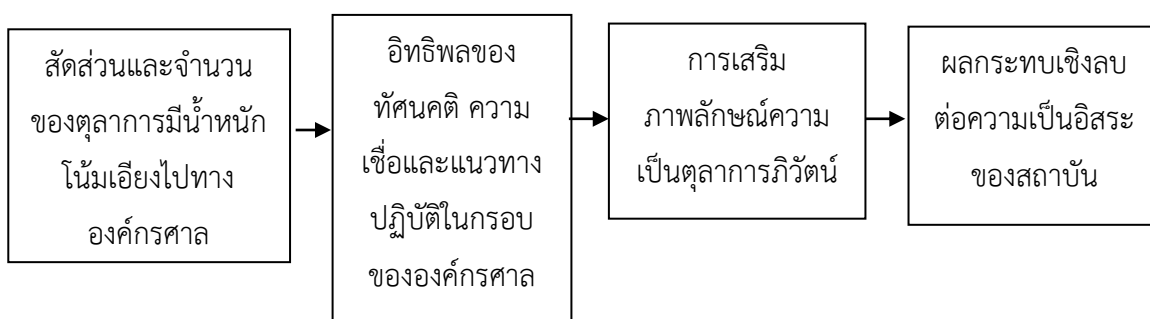 สัดส่วนและจำนวน
ของตุลาการมีน้ำหนัก
โน้มเอียงไปทาง
องค์กรศาล
อิทธิพลของ
ทัศนคติ ความ
เชื่อและแนวทาง
ปฏิบัติในกรอบ
ขององค์กรศาล
การเสริม
ภาพลักษณ์ความ
เป็นตุลาการภิวัตน์
ผลกระทบเชิงลบ
ต่อความเป็นอิสระ
ของสถาบัน